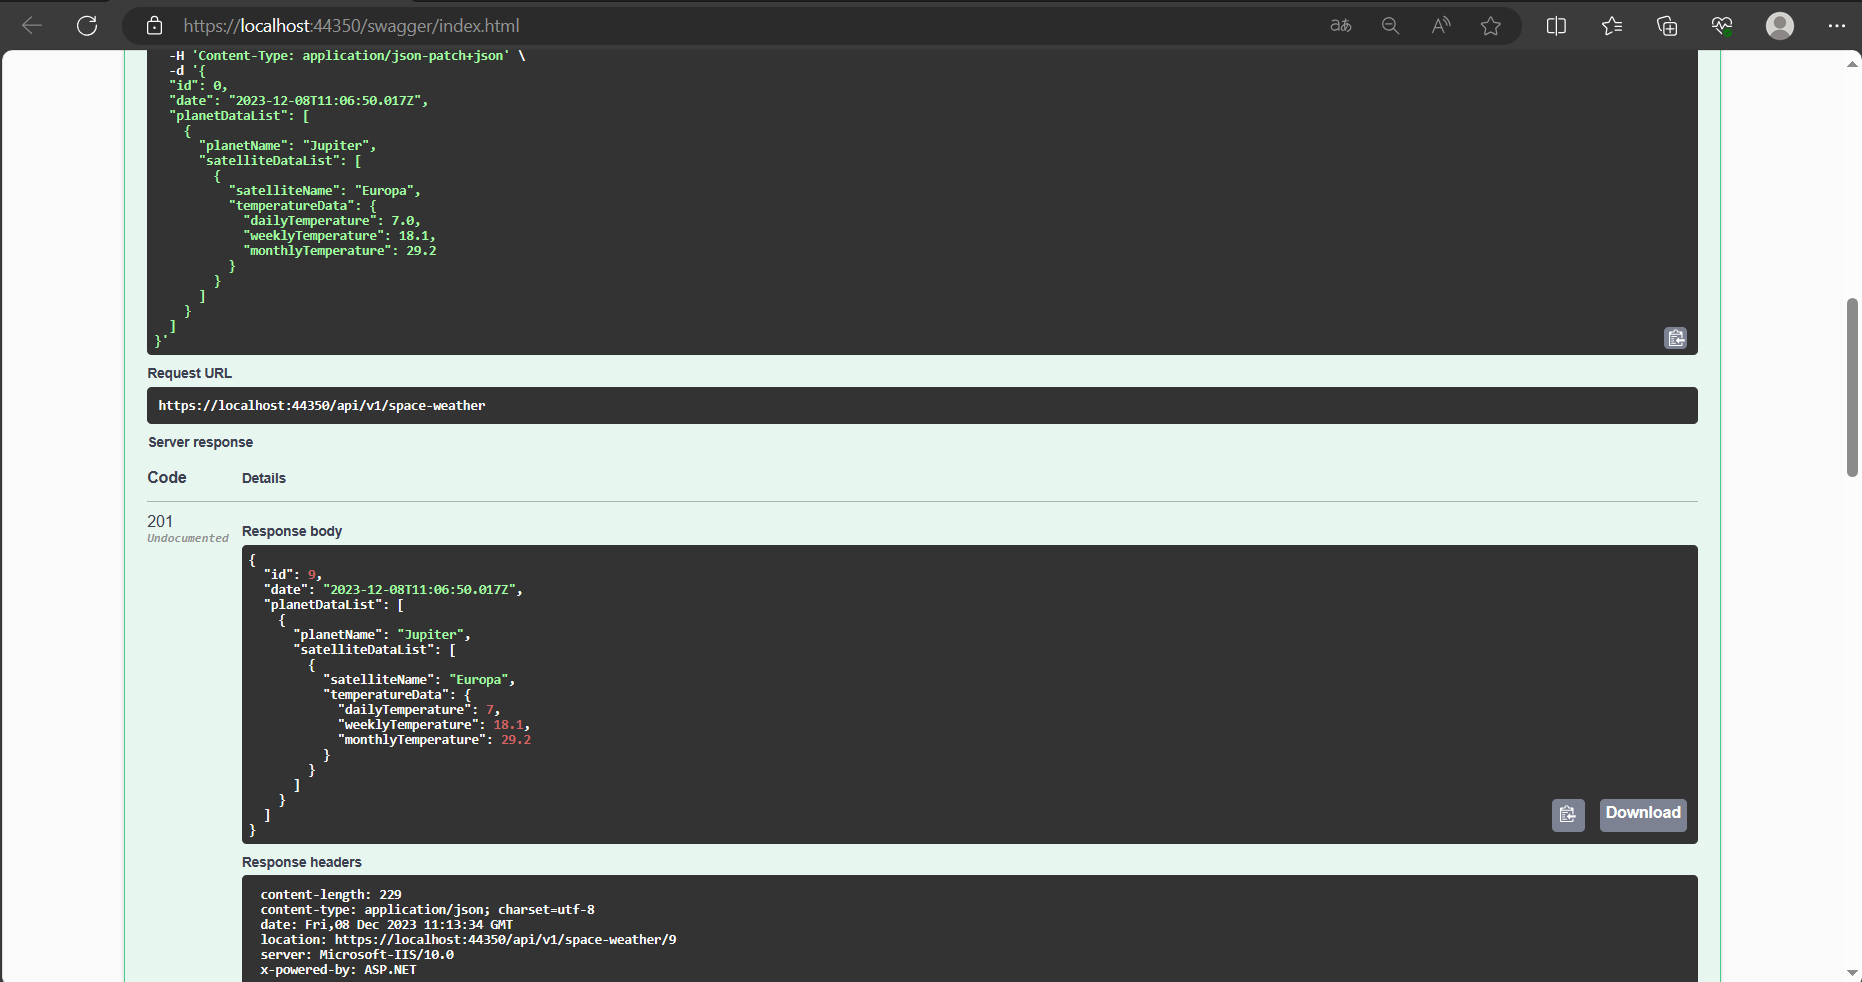 https://localhost:44350/swagger/index.html
-H 'Content-Type: application/json-patch+json' \
-d '{
"id": 0,
"date": "2023-12-08T11:06:50.017Z",
"planetDataList": [
{
"planetName": "Jupiter",
"satelliteDataList": [
{
"satelliteName": "Europa",
"temperatureData": {
"dailyTemperature": 7.0,
"weeklyTemperature": 18.1,
"monthlyTemperature": 29.2
}
}
]
}
]
}'
Request URL
https://localhost:44350/api/v1/space-weather
Server response
Code Details
201
Undocumented
Response body
{
"id": 9,
"date": "2023-12-08T11:06:50.017Z",
"planetDataList": [
{
"planetName": "Jupiter",
"satelliteDataList": [
{
"satelliteName": "Europa",
"temperatureData": {
"dailyTemperature": 7,
"weeklyTemperature": 18.1,
"monthlyTemperature": 29.2
}
}
]
}
]
}
Download
Response headers
content-length: 229
content-type: application/json; charset=utf-8
date: Fri,08 Dec 2023 11:13:34 GMT
location: https://localhost:44350/api/v1/space-weather/9
server: Microsoft-IIS/10.0
x-powered-by: ASP.NET